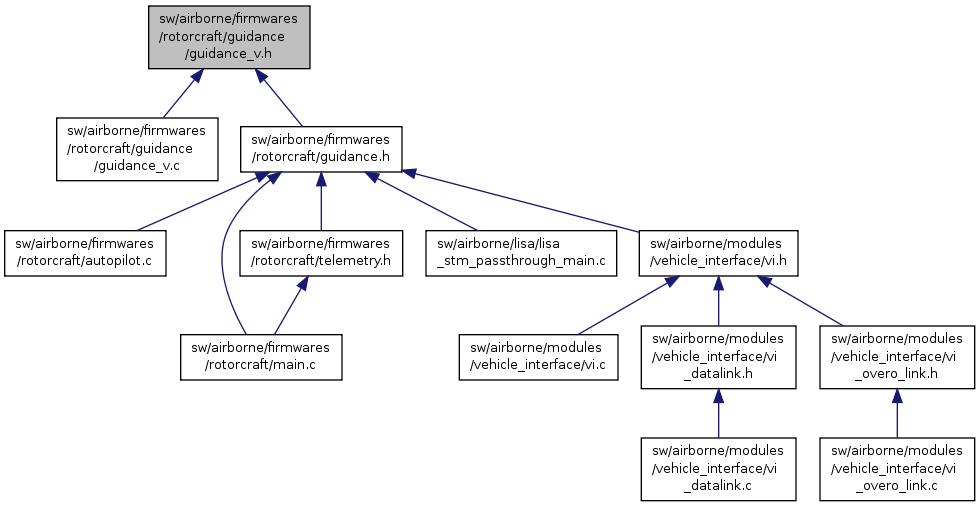 sw/airborne/firmwares
/rotorcraft/guidance
/guidance_v.h
sw/airborne/firmwares
/rotorcraft/guidance
/guidance_v.c
sw/airborne/firmwares
/rotorcraft/guidance.h
sw/airborne/firmwares
/rotorcraft/autopilot.c
sw/airborne/firmwares
/rotorcraft/telemetry.h
sw/airborne/lisa/lisa
_stm_passthrough_main.c
sw/airborne/modules
/vehicle_interface/vi.h
sw/airborne/firmwares
/rotorcraft/main.c
sw/airborne/modules
/vehicle_interface/vi.c
sw/airborne/modules
/vehicle_interface/vi
_datalink.h
sw/airborne/modules
/vehicle_interface/vi
_overo_link.h
sw/airborne/modules
/vehicle_interface/vi
_datalink.c
sw/airborne/modules
/vehicle_interface/vi
_overo_link.c